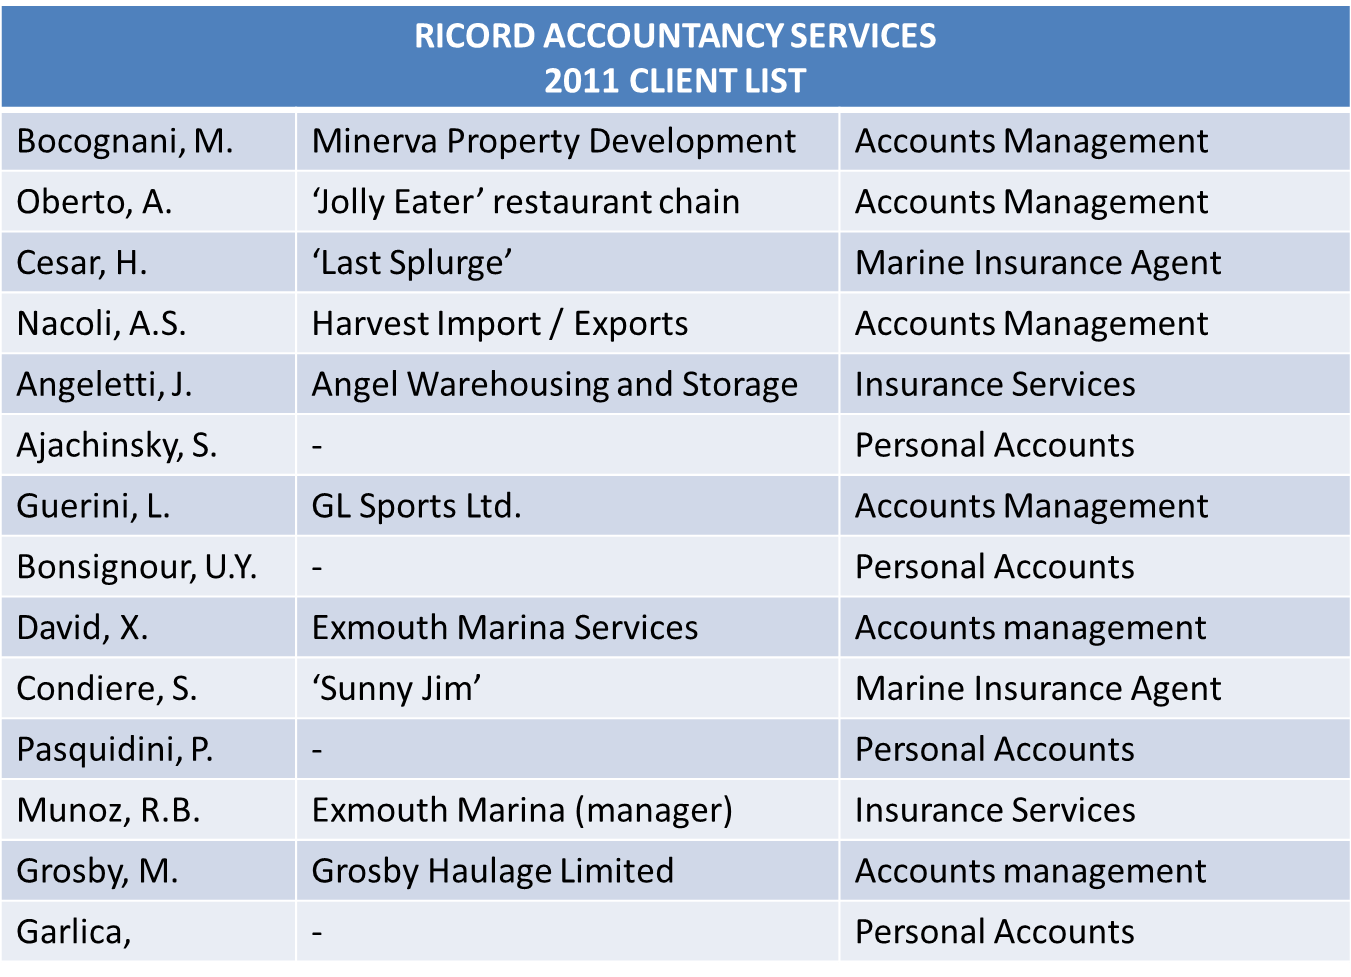 RICORD ACCOUNTANCY SERVICES
2011 CLIENT LIST
Bocognani, M. Minerva Property Development Accounts Management
Oberto, A. ‘Jolly Eater’ restaurant chain Accounts Management
Cesar, H. ‘Last Splurge’ Marine Insurance Agent
Nacoli, A.S. Harvest Import / Exports Accounts Management
Angeletti, J. Angel Warehousing and Storage Insurance Services
Ajachinsky, S. - Personal Accounts
Guerini, L. GL Sports Ltd. Accounts Management
Bonsignour, U.Y. - Personal Accounts
David, X. Exmouth Marina Services Accounts management
Condiere, S. ‘Sunny Jim’ Marine Insurance Agent
Pasquidini, P. - Personal Accounts
Munoz, R.B. Exmouth Marina (manager) Insurance Services
Grosby, M. Grosby Haulage Limited Accounts management
Garlica, - Personal Accounts